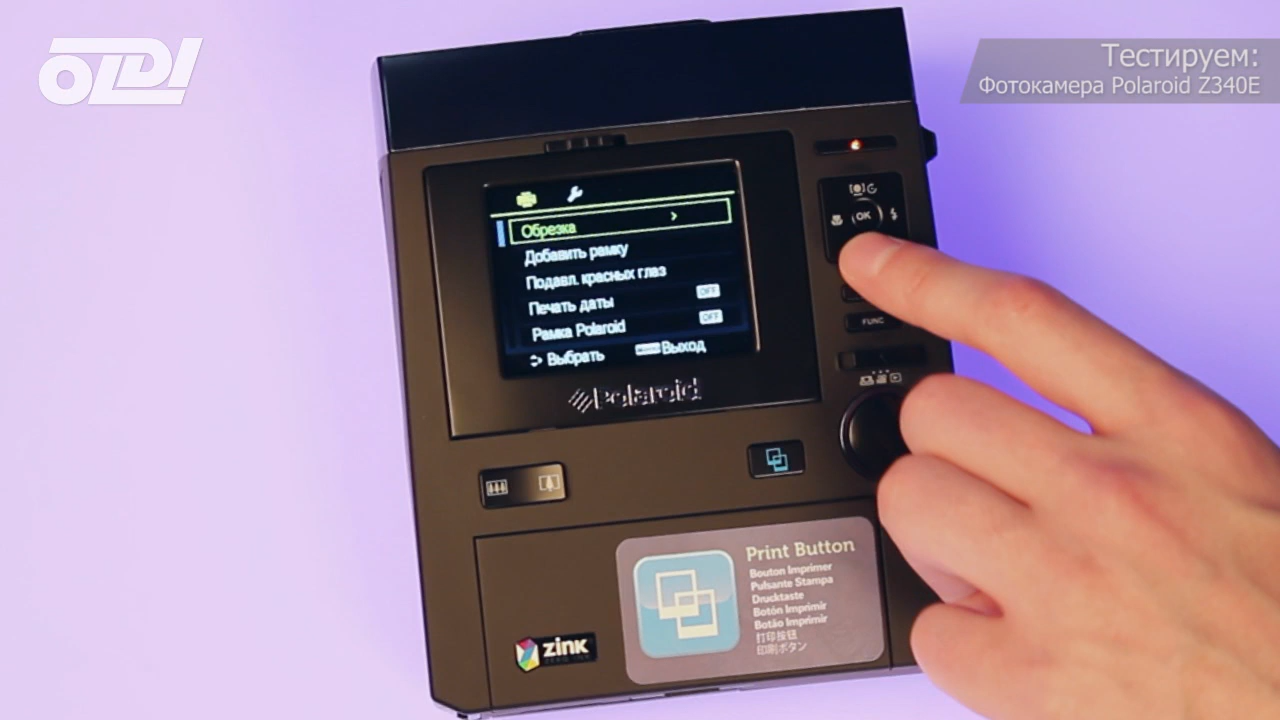 OLDI
Тестируем:
Фотокамера Polaroid Z340E
Обрезка
Добавить рамку
Подавл. красных глаз
Печать даты OFF
Рамка Polaroid OFF
Выбрать Выход
Polaroid
OK
FUNC
Print Button
Bouton Imprimer
Pulsante Stampa
Drucktaste
Botón Imprimir
Botão Imprimir
打印按钮
印刷ボタン
zink